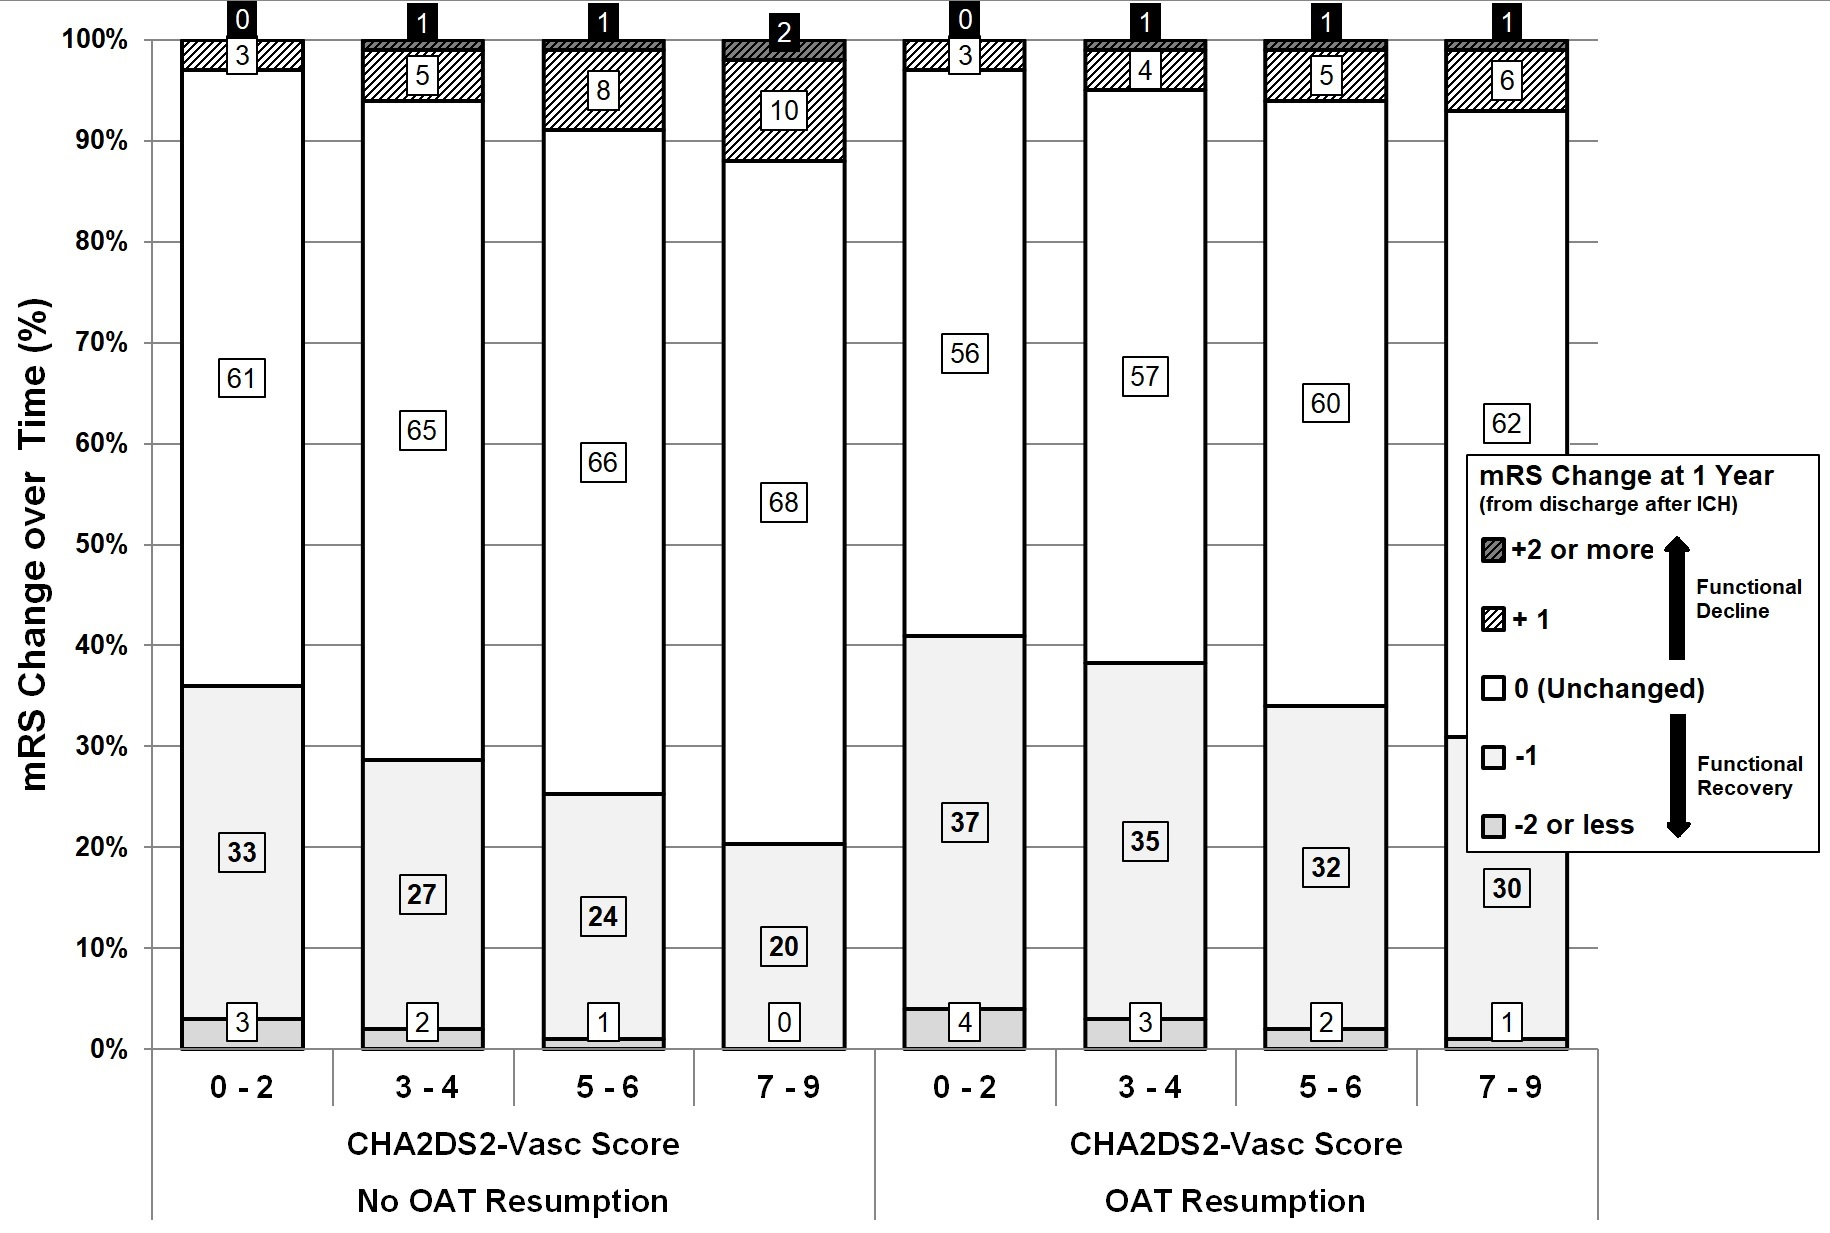 0 1 1 2 0 1 1 1
100%
3 5 8 10 3 4 5 6
90%
80%
70%
61 65 66 68 56 57 60 62
60%
50%
40%
30%
20%
33 27 24 20 37 35 32 30
10%
3 2 1 0 4 3 2 1
0%
mRS Change over Time (%)
mRS Change at 1 Year
(from discharge after ICH)
+2 or more
Functional
Decline
+ 1
0 (Unchanged)
-1
Functional
Recovery
-2 or less
0 - 2 3 - 4 5 - 6 7 - 9 0 - 2 3 - 4 5 - 6 7 - 9
CHA2DS2-Vasc Score CHA2DS2-Vasc Score
No OAT Resumption OAT Resumption